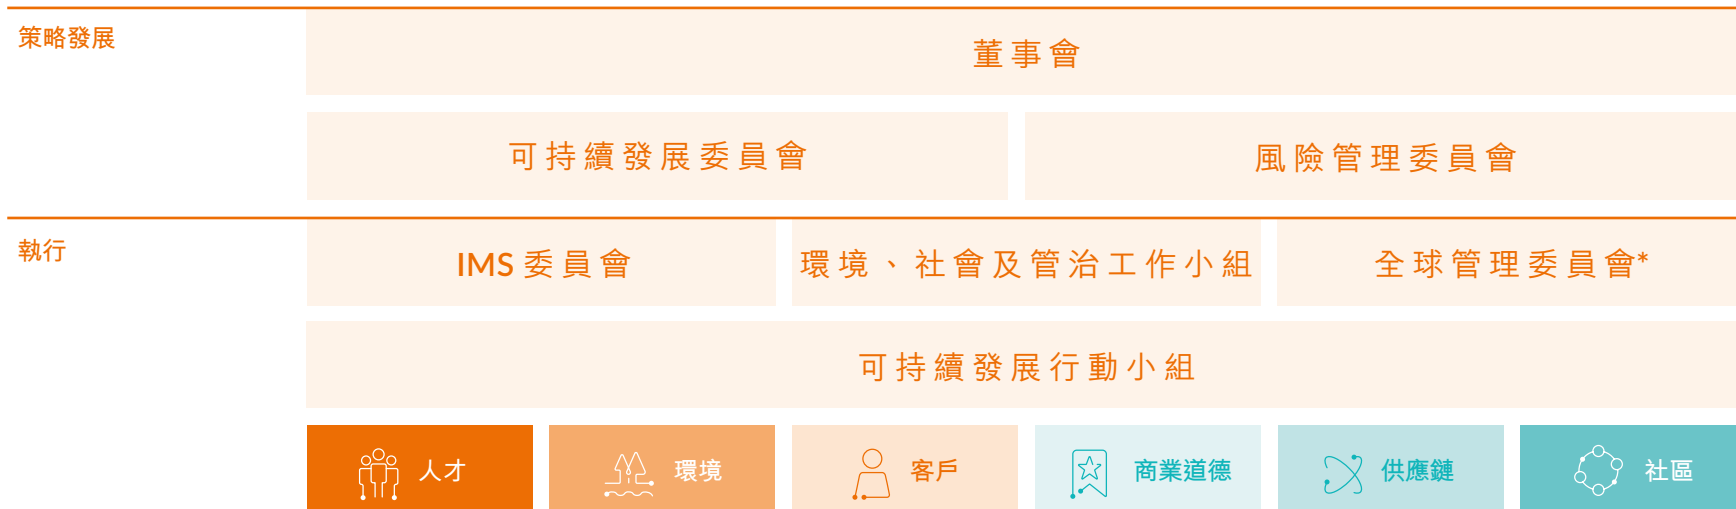 策略發展
董事會
可持續發展委員會
風險管理委員會
執行
IMS 委員會
環境、社會及管治工作小組
全球管理委員會*
可持續發展行動小組
人才
環境
客戶
商業道德
供應鏈
社區